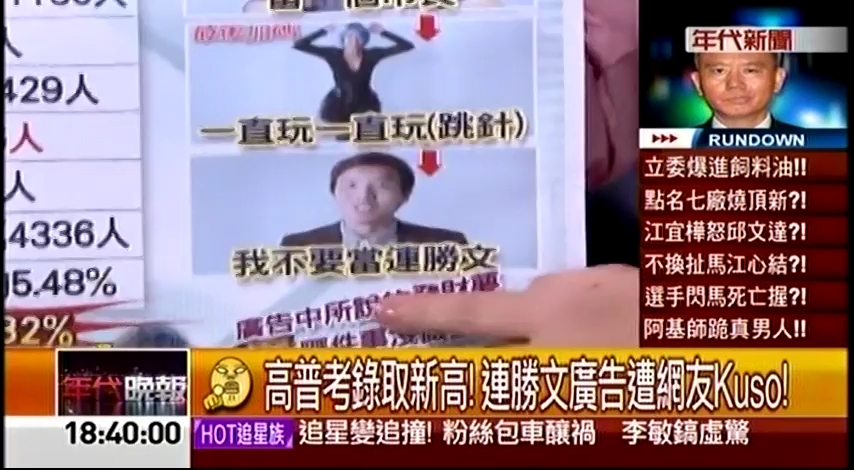 429人
人
人
4336人
05.48%
32%
一直玩一直玩(跳針)
我不要當連勝文
廣告中所說
年代新聞
RUNDOWN
立委爆進飼料油!!
點名七廠燒頂新?!
江宜樺怒邱文達?!
不換扯馬江心結?!
選手閃馬死亡握?!
阿基師跪真男人!!
年代晚報
高普考錄取新高!連勝文廣告遭網友Kuso!
18:40:00
HOT追星族
追星變追撞! 粉絲包車釀禍 李敏鎬虛驚